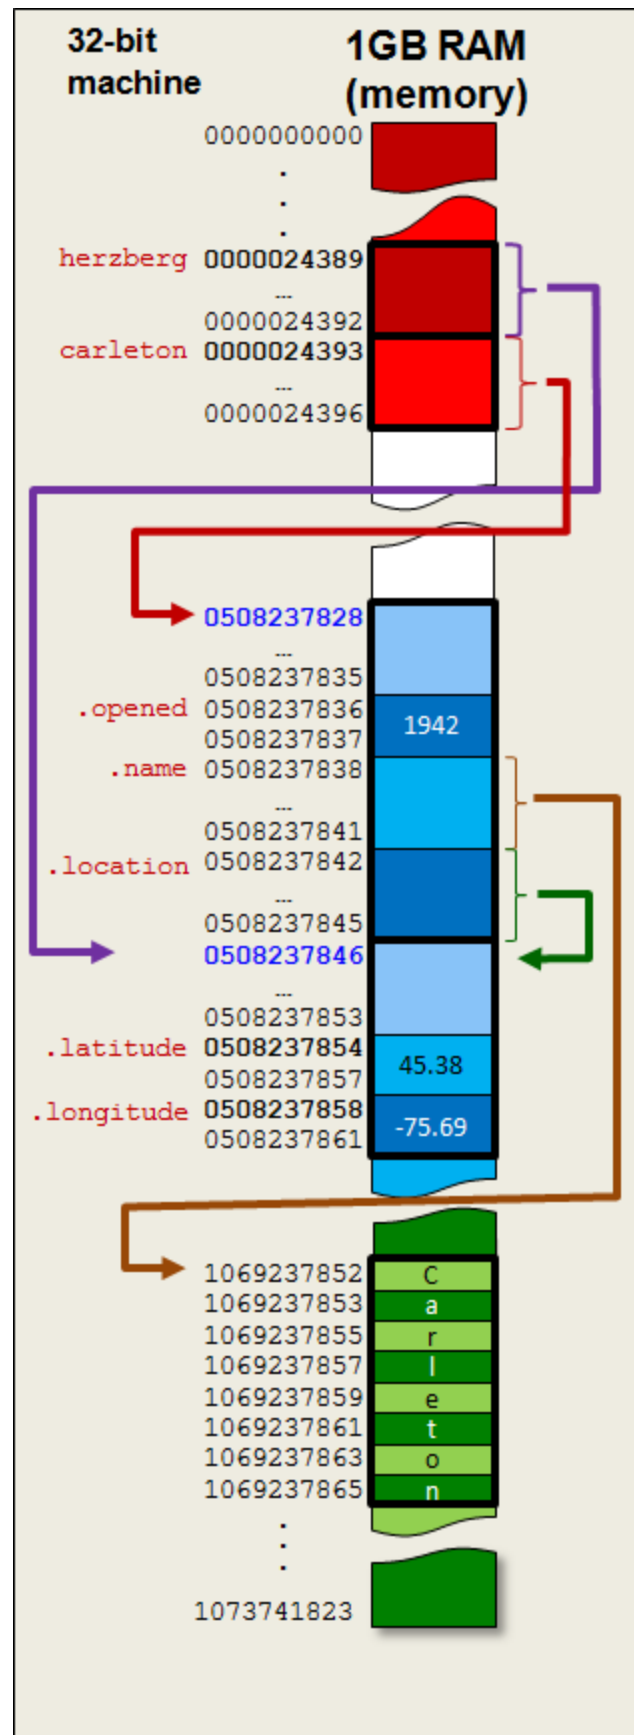 32-bit
machine
1GB RAM
(memory)
0000000000
.
.
.
herzberg 0000024389
…
0000024392
carleton 0000024393
…
0000024396
0508237828
…
0508237835
.opened 0508237836
1942
0508237837
.name 0508237838
…
0508237841
.location 0508237842
…
0508237845
0508237846
…
0508237853
.latitude 0508237854
45.38
0508237857
.longitude 0508237858
-75.69
0508237861
1069237852 C
1069237853 a
1069237855 r
1069237857 l
1069237859 e
1069237861 t
1069237863 o
1069237865 n
.
.
.
1073741823